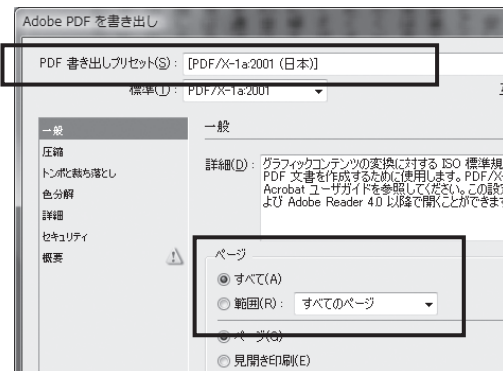 Adobe PDF を書き出し
PDF 書き出しプリセット(S): [PDF/X-1a:2001 (日本)]
標準(T): PDF/X-1a:2001
一般
圧縮
トンボと裁ち落とし
色分解
詳細
セキュリティ
概要
一般
詳細(D): グラフィックコンテンツの変換に対する ISO 標準規
PDF 文書を作成するために使用します。PDF/X-
Acrobat ユーザガイドを参照してください。この設定
よび Adobe Reader 4.0 以降で開くことができます
ページ
すべて(A)
範囲(R): すべてのページ
ページ(G)
見開き印刷(E)